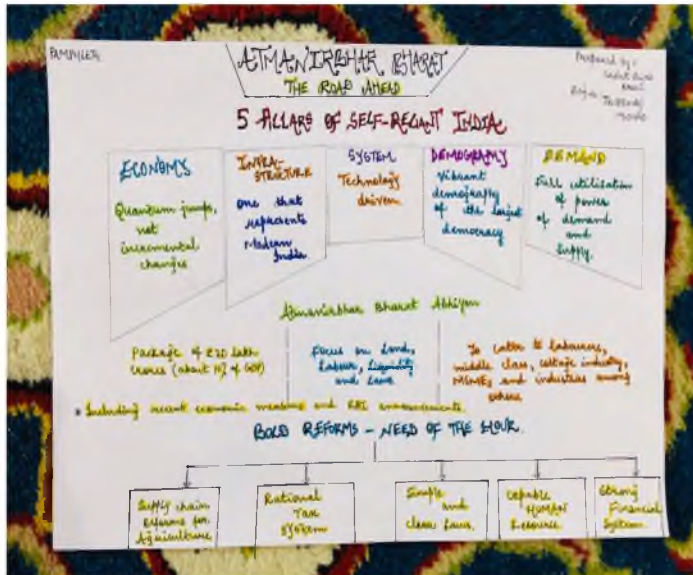 PAMPHLET
ATMANIRBHAR BHARAT
THE ROAD AHEAD
Prepared by:
5 PILLARS OF SELF-RELIANT INDIA
ECONOMY
Quantum jumps,
not
incremental
changes
INFRA-
STRUCTURE
one that
represents
Modern
India
SYSTEM
Technology
driven
DEMOGRAPHY
Vibrant
demography
of the largest
democracy
DEMAND
Full utilisation
of power
of demand
and
Supply.
Atmanirbhar Bharat Abhiyan
Package of ₹20 lakh
crores (about 10% of GDP)
Focus on Land,
Labour, Liquidity
and Laws
To cater to labourers,
middle class, cottage industry,
MSMEs and industries among
others
* Including recent economic measures and RBI announcements.
BOLD REFORMS - NEED OF THE HOUR.
Supply chain
Reforms for
Agriculture
Rational
Tax
System
Simple
and
clear Laws.
Capable
HUMAN
Resource
Strong
Financial
System